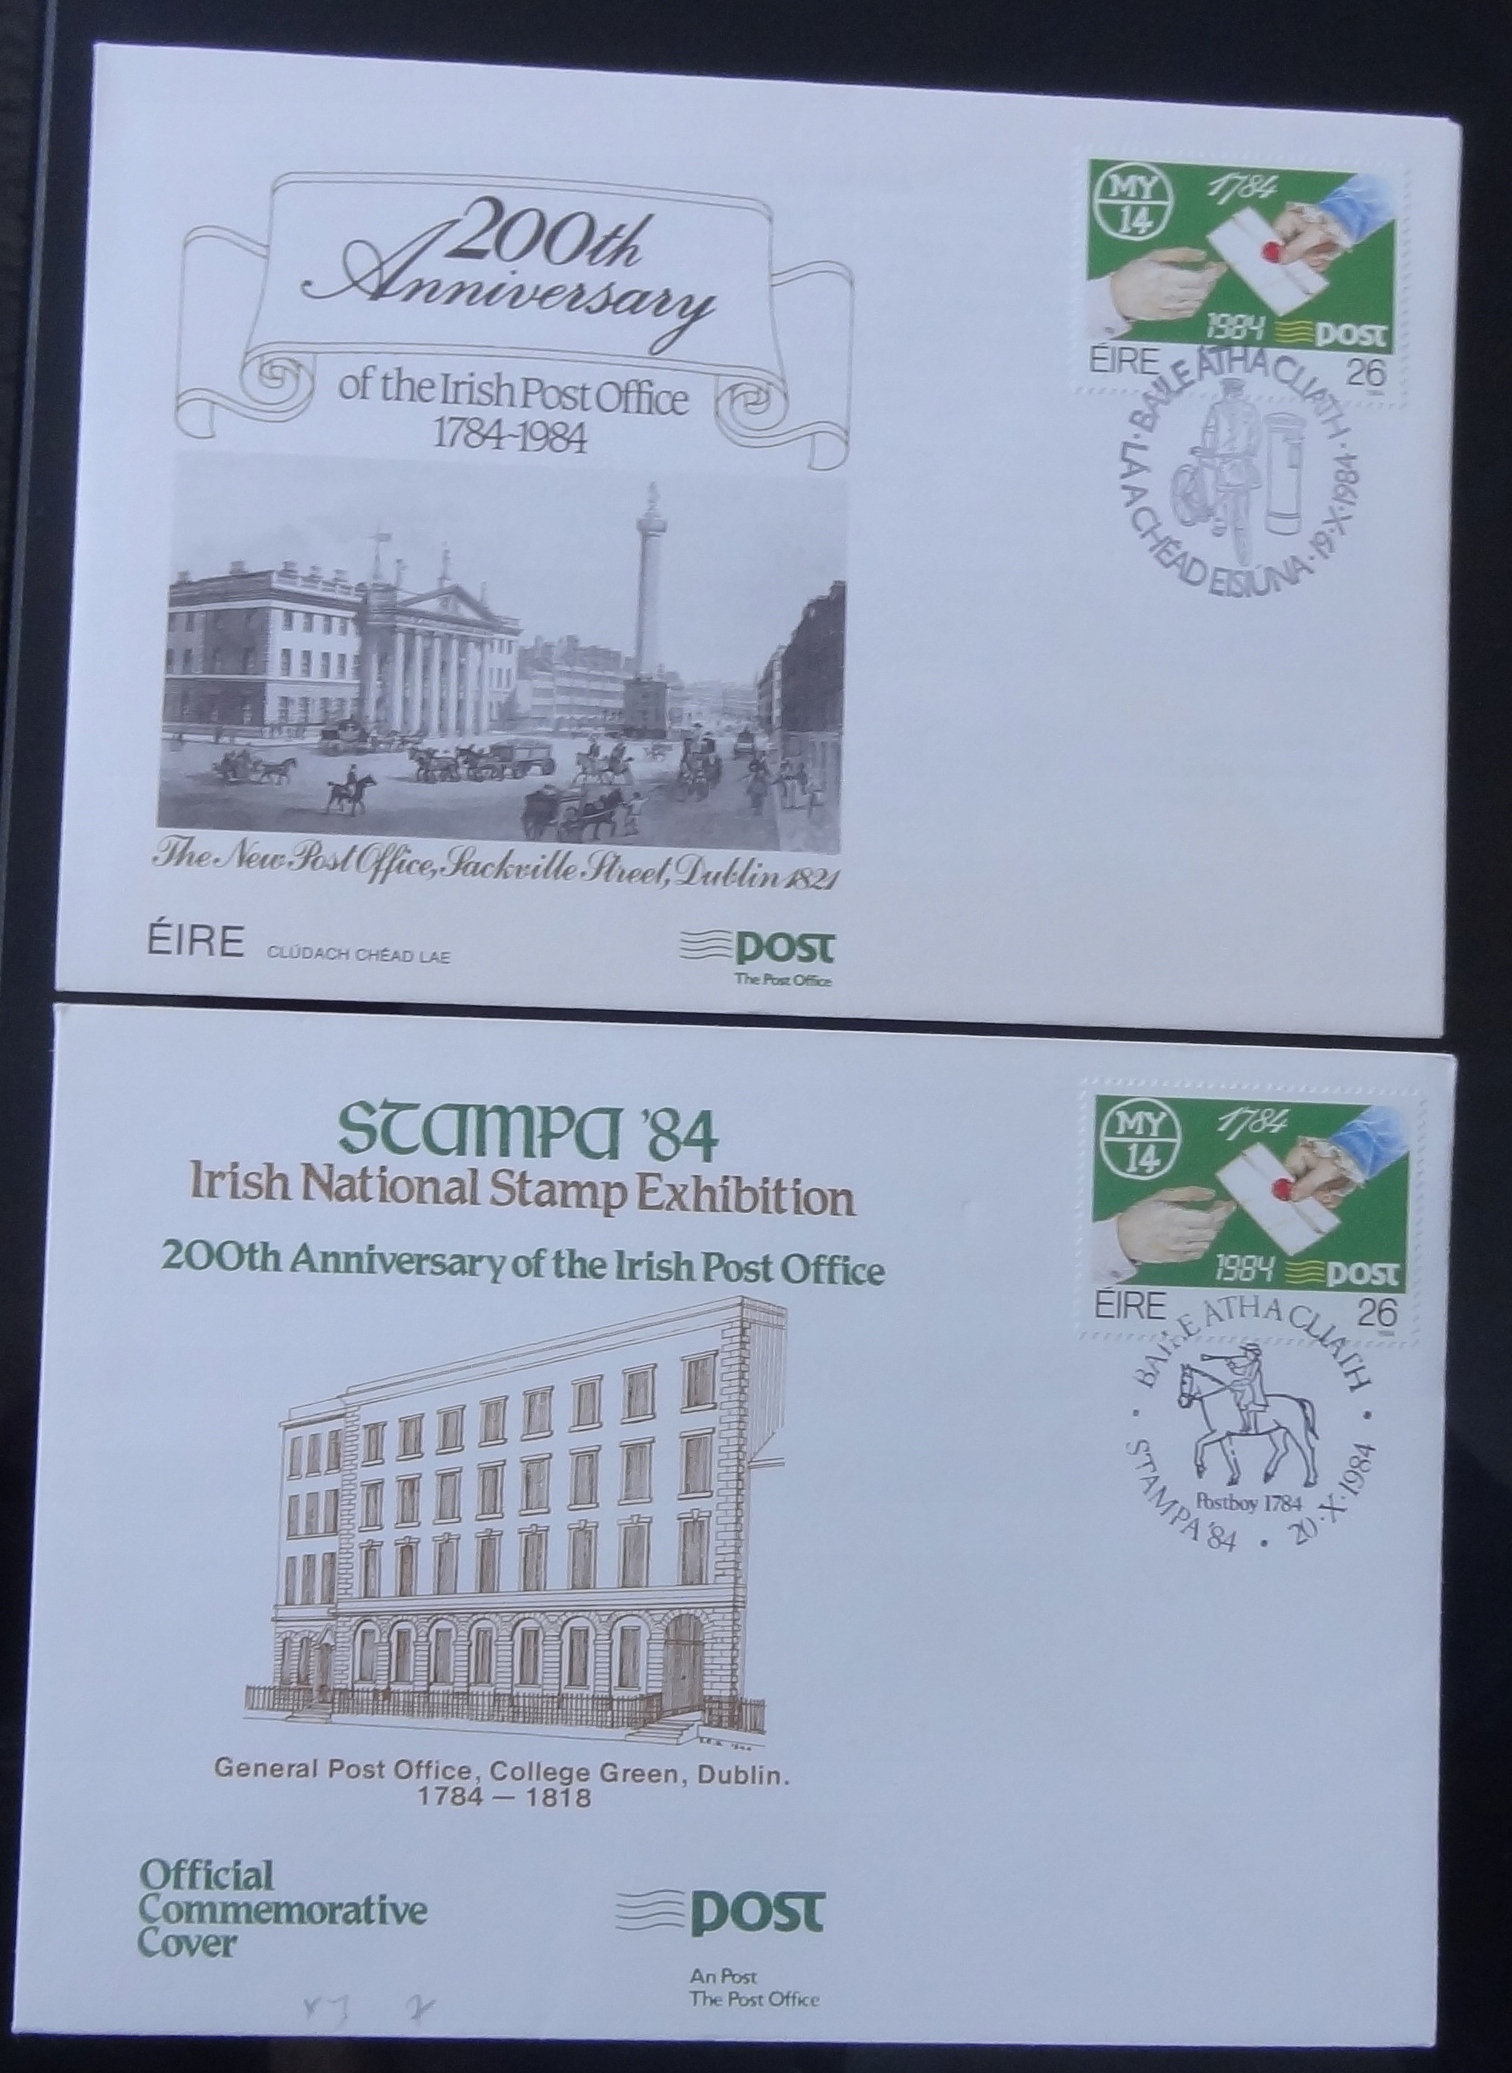 200th
Anniversary
of the Irish Post Office
1784-1984
The New Post Office, Sackville Street, Dublin 1821
ÉIRE CLÚDACH CHÉAD LAE
POST
The Post Office
MY
14
1784
1984 POST
ÉIRE 26
1984
BAILE ÁTHA CLIATH · 19·X·1984 · LÁ A CHÉAD EISIÚNA ·
STAMPA '84
Irish National Stamp Exhibition
200th Anniversary of the Irish Post Office
General Post Office, College Green, Dublin.
1784 — 1818
Official
Commemorative
Cover
POST
An Post
The Post Office
MY
14
1784
1984 POST
ÉIRE 26
1984
BAILE ÁTHA CLIATH
Postboy 1784
· STAMPA '84 · 20·X·1984 ·